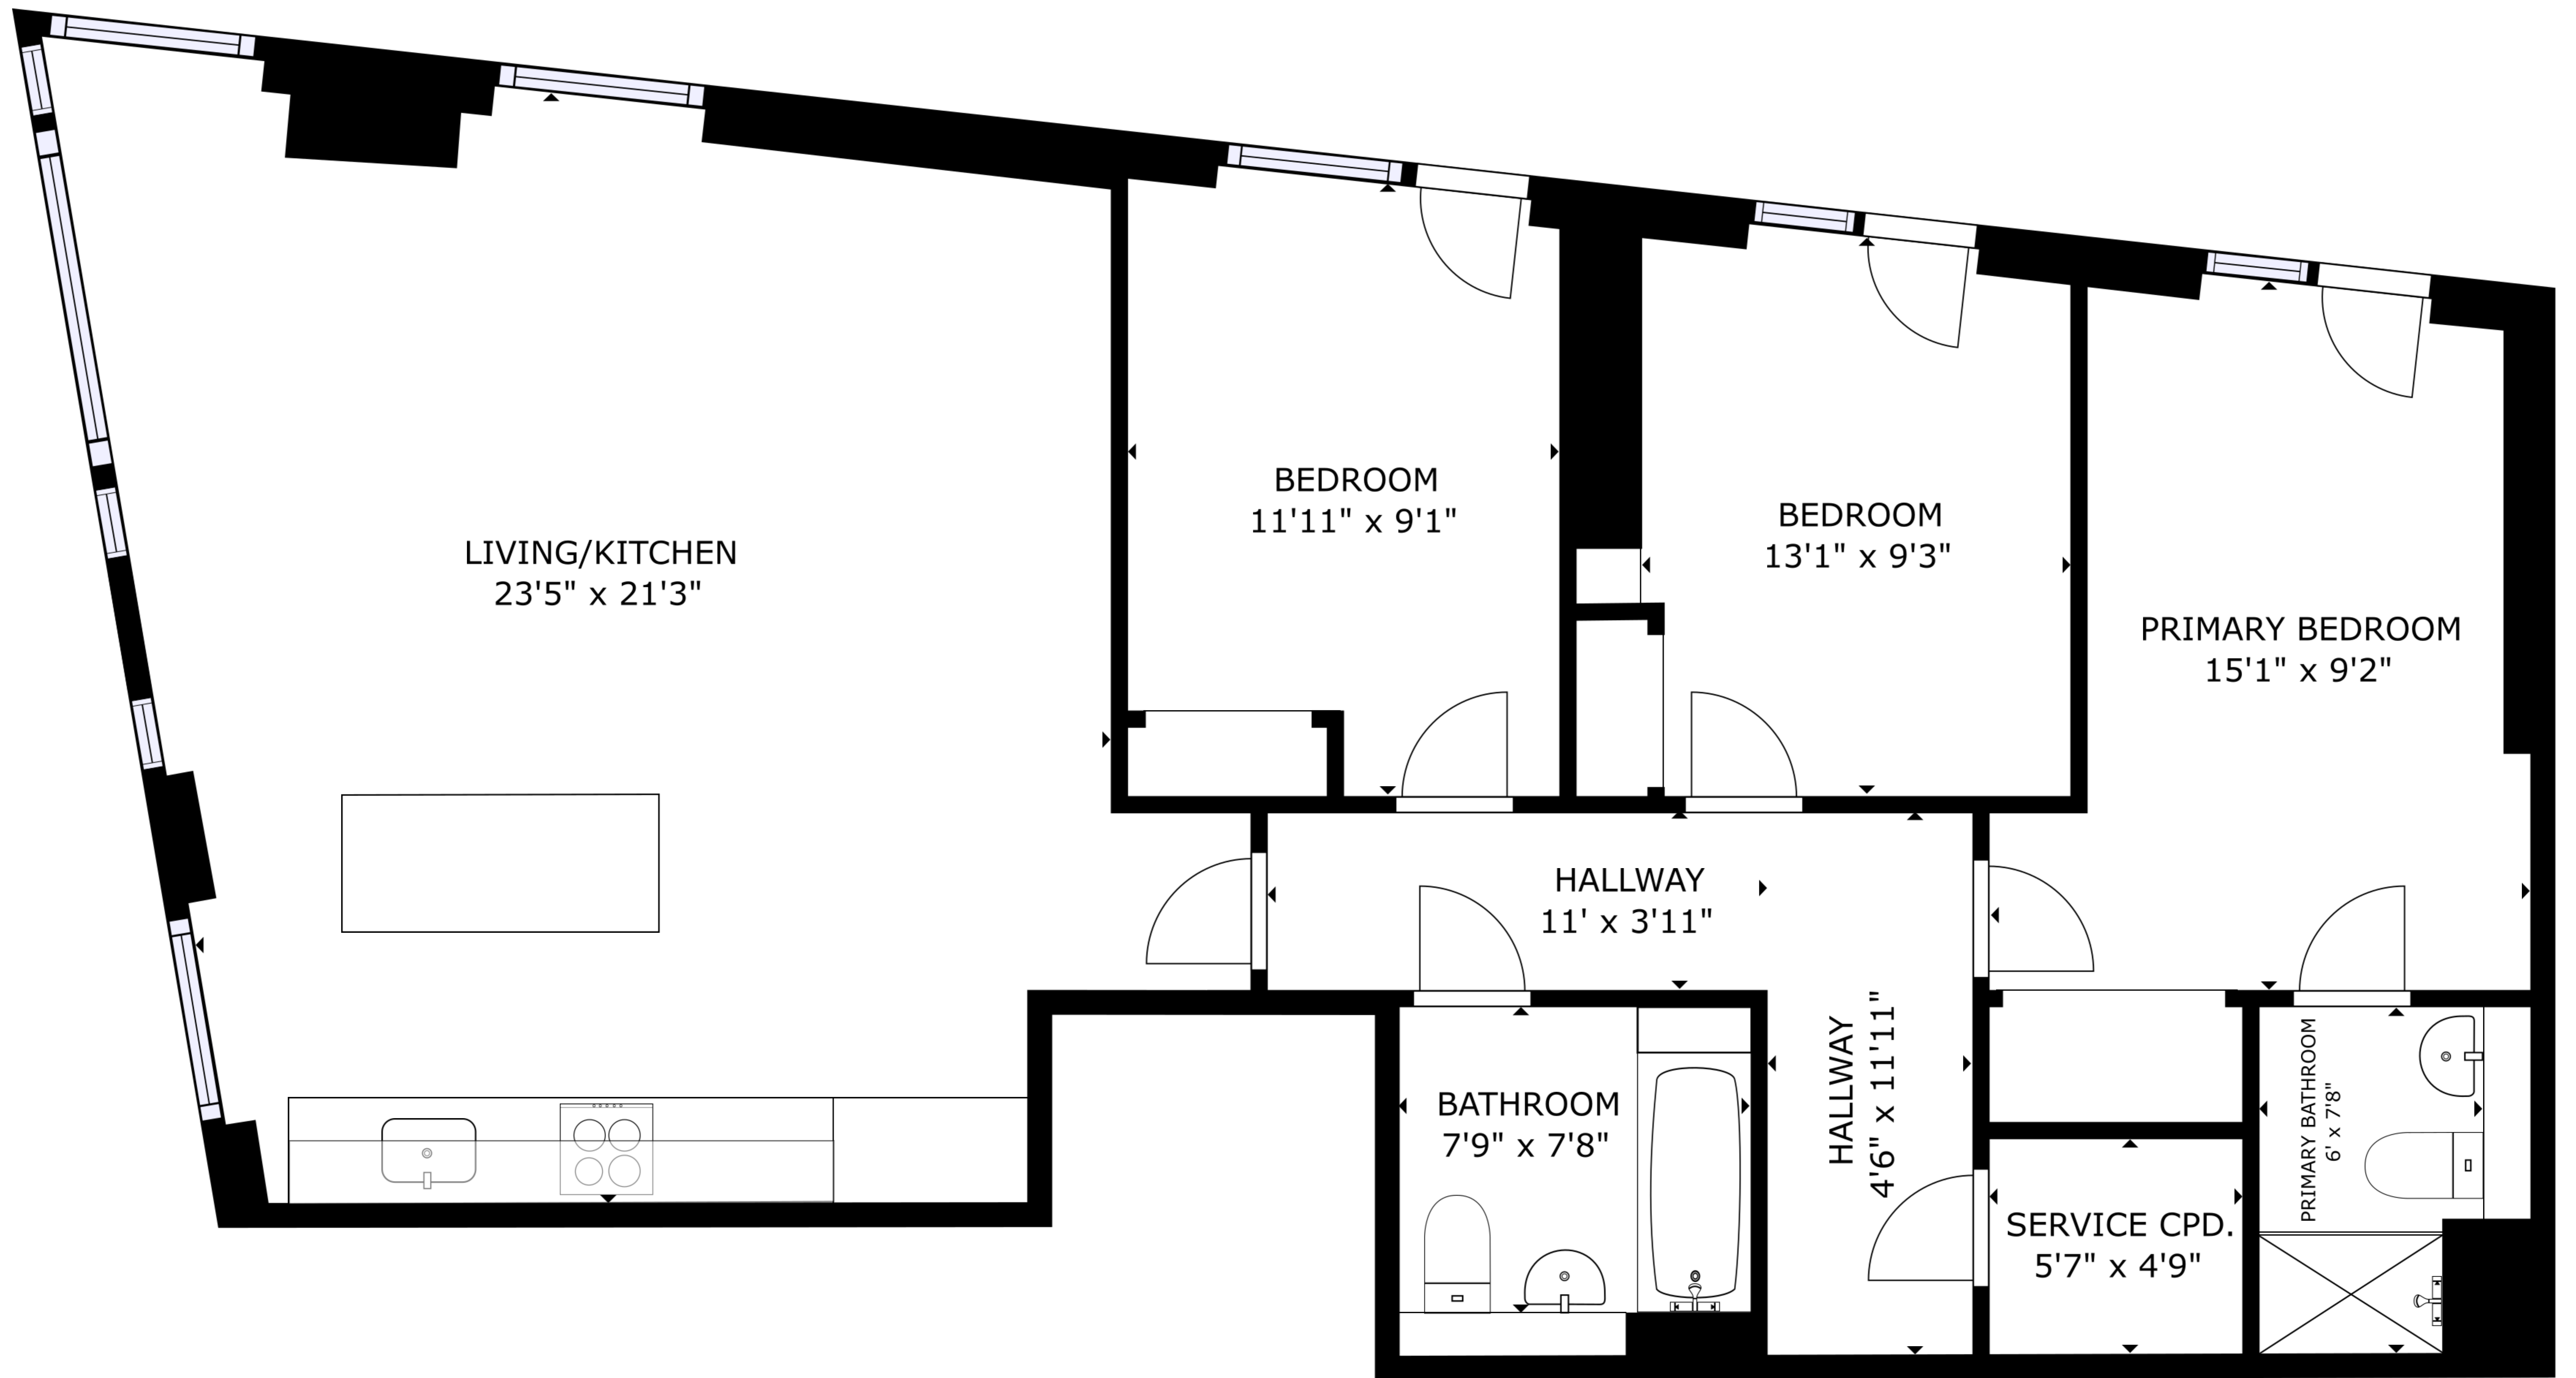 BEDROOM
11'11" x 9'1"
BEDROOM
13'1" x 9'3"
LIVING/KITCHEN
23'5" x 21'3"
PRIMARY BEDROOM
15'1" x 9'2"
HALLWAY
11' x 3'11"
BATHROOM
7'9" x 7'8"
HALLWAY
4'6" x 11'11"
PRIMARY BATHROOM
6' x 7'8"
SERVICE CPD.
5'7" x 4'9"